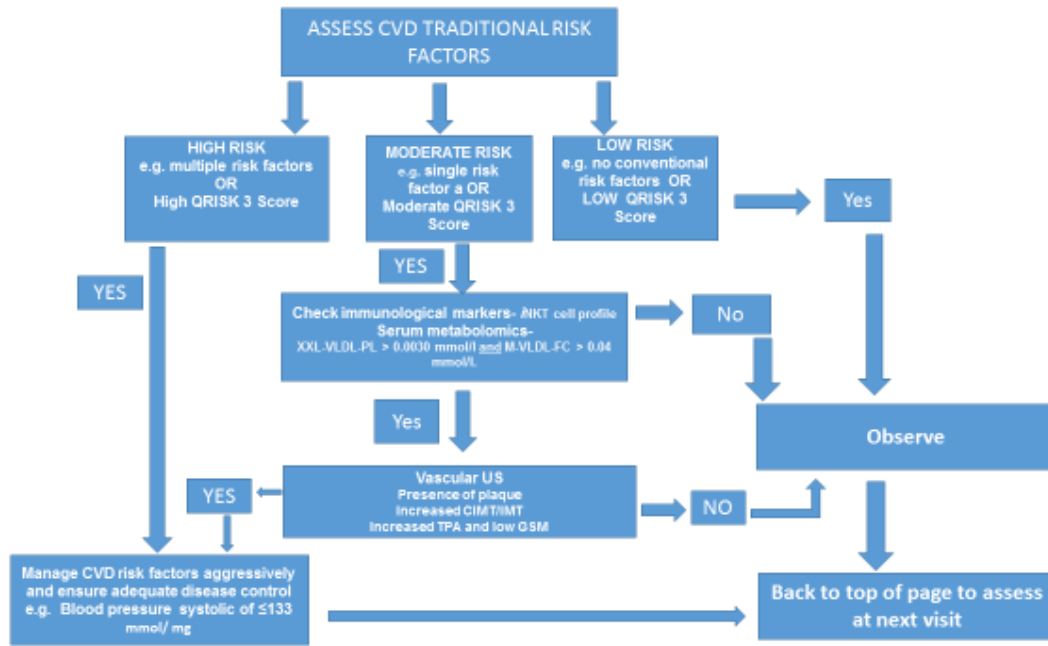 ASSESS CVD TRADITIONAL RISK
FACTORS
HIGH RISK
e.g. multiple risk factors
OR
High QRISK 3 Score
MODERATE RISK
e.g. single risk
factor a OR
Moderate QRISK 3
Score
LOW RISK
e.g. no conventional
risk factors OR
LOW QRISK 3
Score
Yes
YES
YES
Check immunological markers- iNKT cell profile
Serum metabolomics-
XXL-VLDL-PL > 0.0030 mmol/l and M-VLDL-FC > 0.04
mmol/L
No
Yes
Observe
Vascular US
Presence of plaque
Increased CIMT/IMT
Increased TPA and low GSM
YES
NO
Manage CVD risk factors aggressively
and ensure adequate disease control
e.g. Blood pressure systolic of ≤133
mmol/ mg
Back to top of page to assess
at next visit